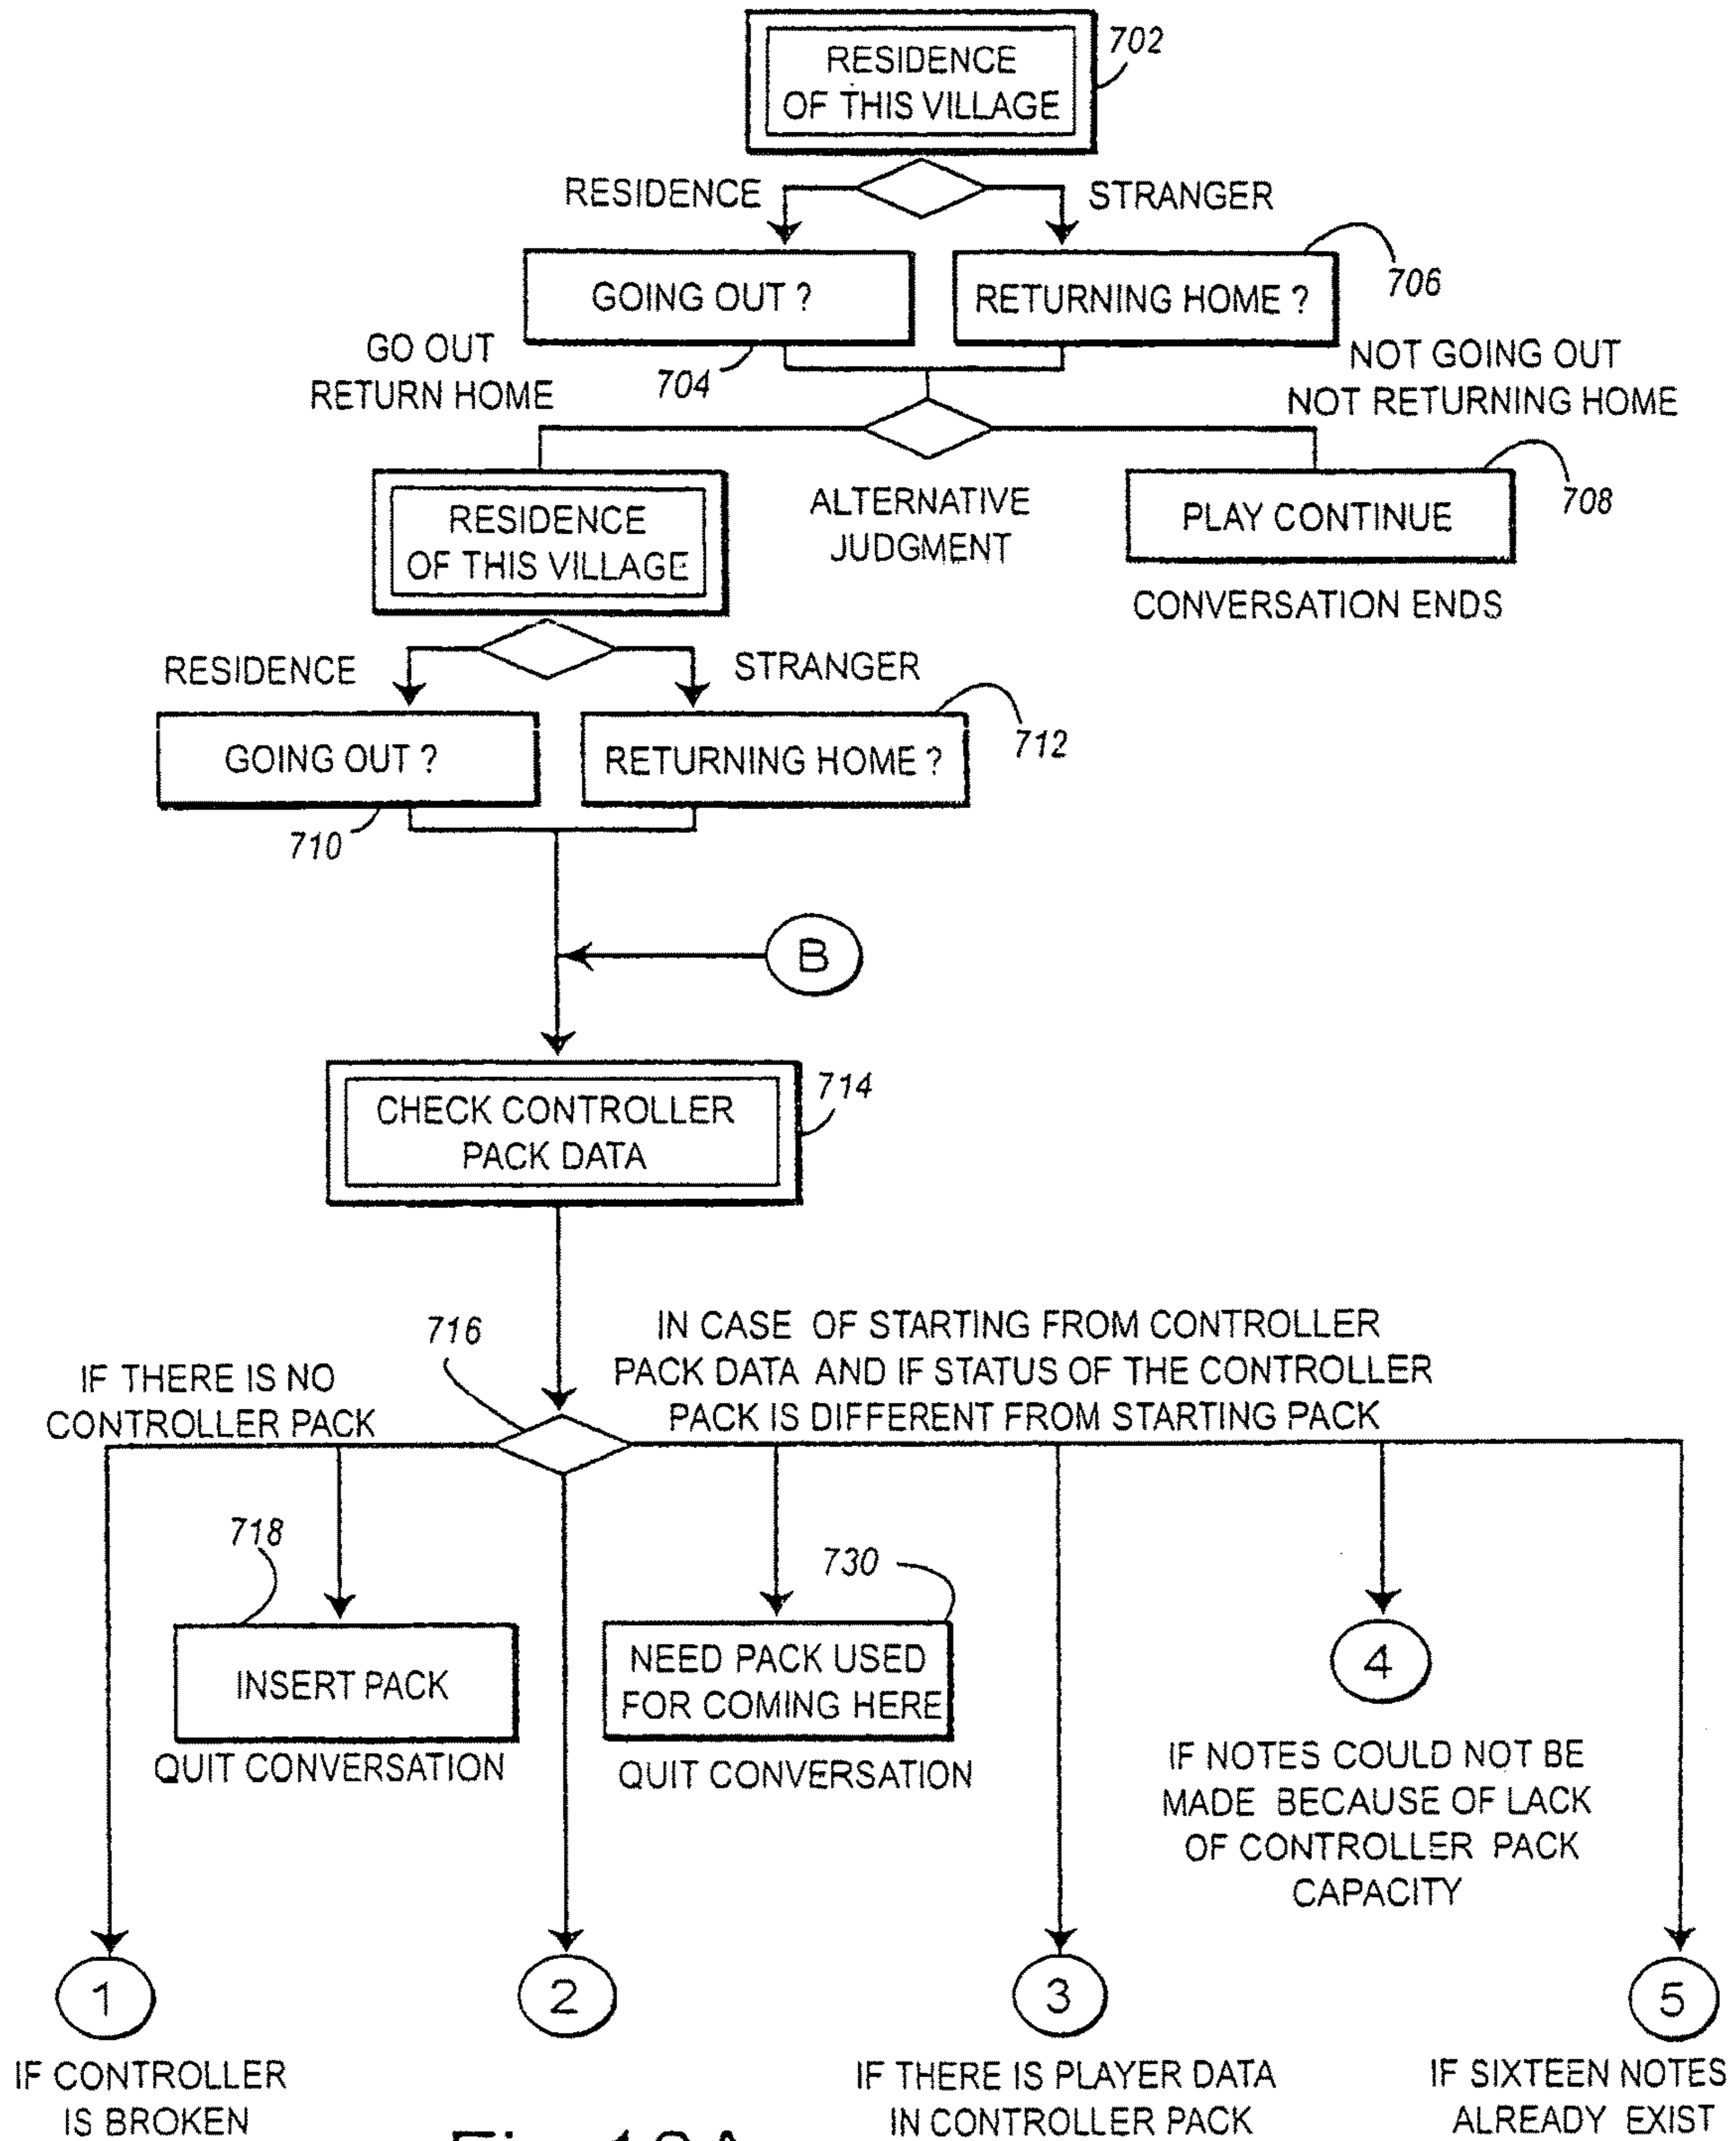 RESIDENCE
OF THIS VILLAGE
702
RESIDENCE
STRANGER
GOING OUT ?
RETURNING HOME ?
706
704
GO OUT
RETURN HOME
NOT GOING OUT
NOT RETURNING HOME
RESIDENCE
OF THIS VILLAGE
ALTERNATIVE
JUDGMENT
PLAY CONTINUE
708
CONVERSATION ENDS
RESIDENCE
STRANGER
GOING OUT ?
RETURNING HOME ?
712
710
B
CHECK CONTROLLER
PACK DATA
714
716
IF THERE IS NO
CONTROLLER PACK
IN CASE OF STARTING FROM CONTROLLER
PACK DATA AND IF STATUS OF THE CONTROLLER
PACK IS DIFFERENT FROM STARTING PACK
718
INSERT PACK
QUIT CONVERSATION
730
NEED PACK USED
FOR COMING HERE
QUIT CONVERSATION
4
IF NOTES COULD NOT BE
MADE BECAUSE OF LACK
OF CONTROLLER PACK
CAPACITY
1
IF CONTROLLER
IS BROKEN
2
3
IF THERE IS PLAYER DATA
IN CONTROLLER PACK
5
IF SIXTEEN NOTES
ALREADY EXIST